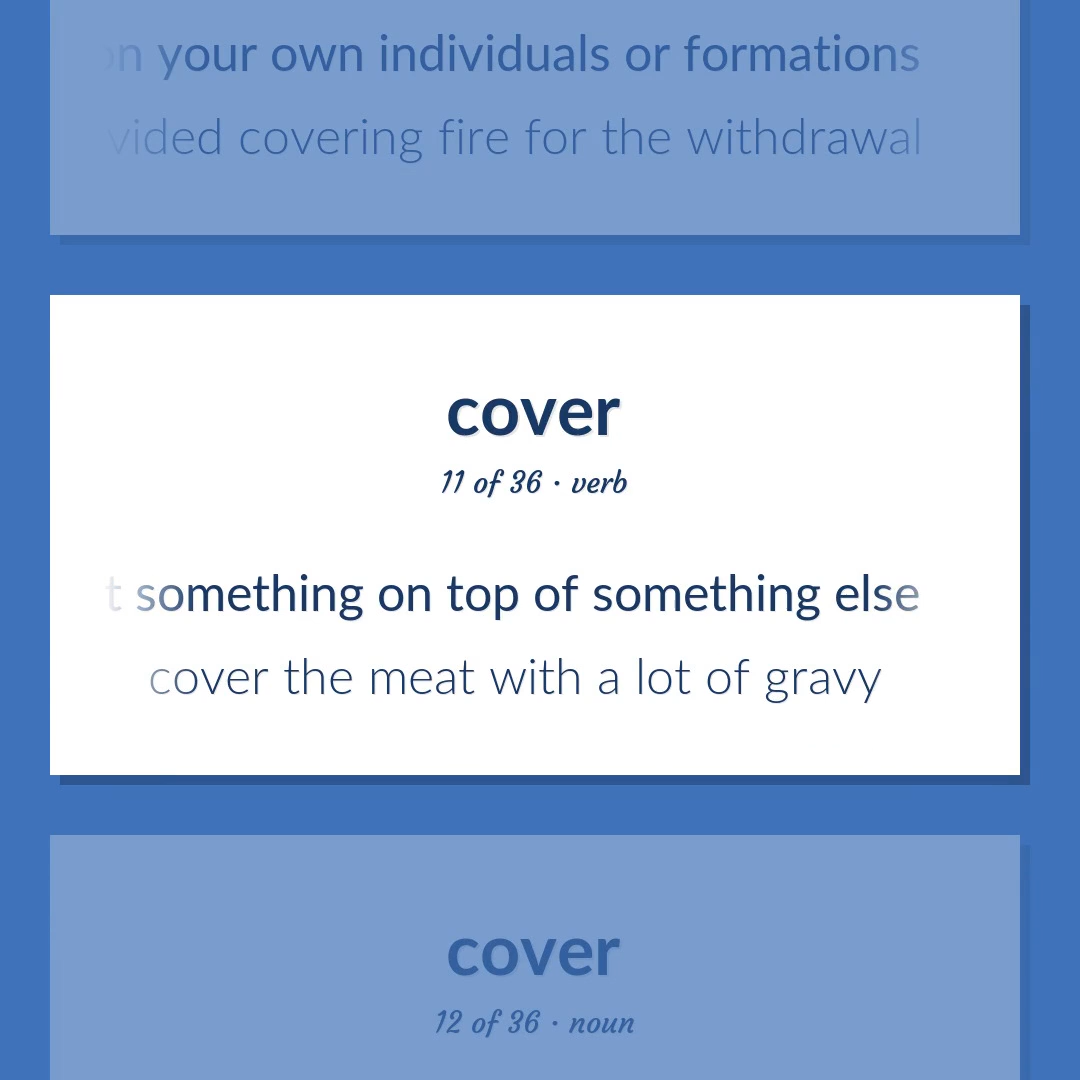 your own individuals or formations
covering fire for the withdrawal
cover
11 of 36 · verb
something on top of something else
cover the meat with a lot of gravy
cover
12 of 36 · noun